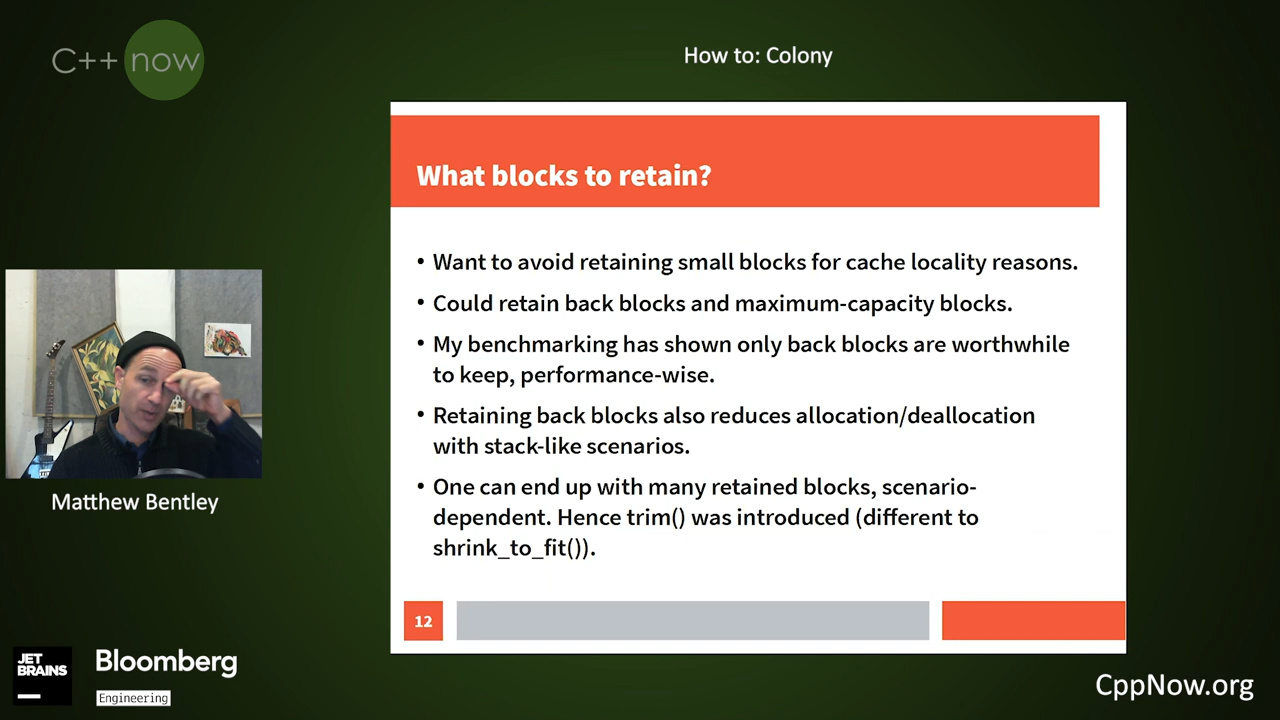 C++ now
How to: Colony
What blocks to retain?
• Want to avoid retaining small blocks for cache locality reasons.
• Could retain back blocks and maximum-capacity blocks.
• My benchmarking has shown only back blocks are worthwhile
to keep, performance-wise.
• Retaining back blocks also reduces allocation/deallocation
with stack-like scenarios.
• One can end up with many retained blocks, scenario-
dependent. Hence trim() was introduced (different to
shrink_to_fit()).
12
Matthew Bentley
JET
BRAINS
Bloomberg
Engineering
CppNow.org